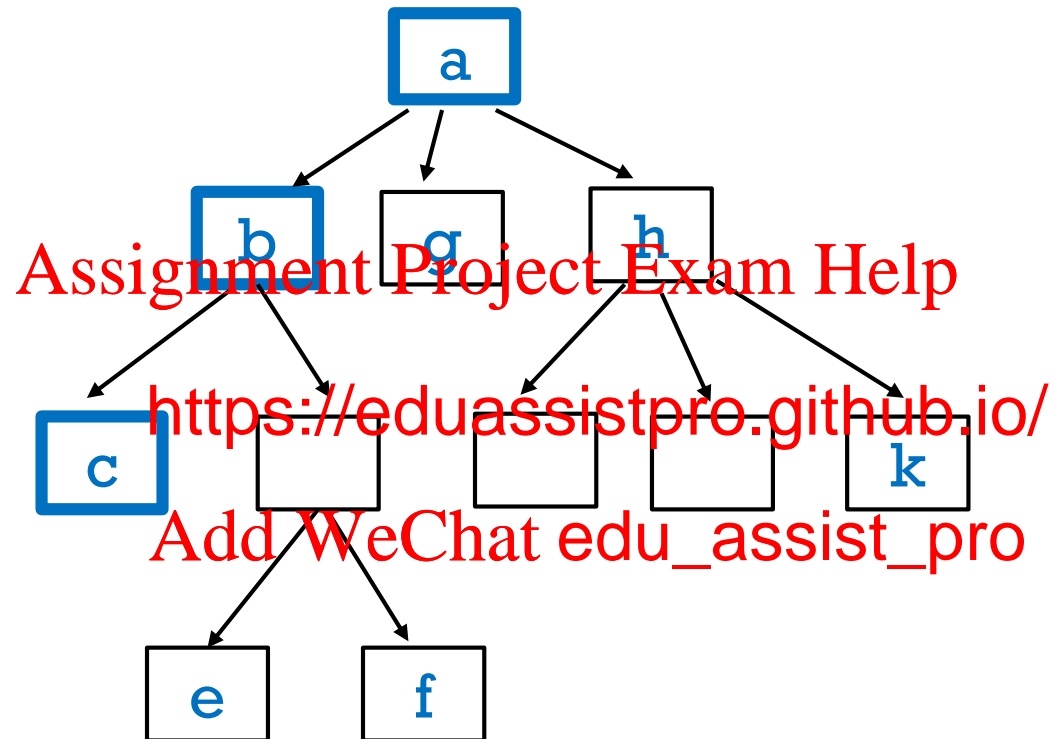 a
b g h
Assignment Project Exam Help
https://eduassistpro.github.io/
c k
Add WeChat edu_assist_pro
e f